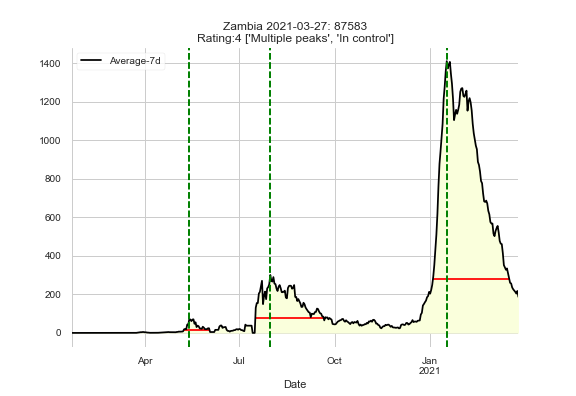 Zambia 2021-03-27: 87583
Rating:4 ['Multiple peaks', 'In control']
Average-7d
1400
1200
1000
800
600
400
200
0
Apr
Jul
Oct
Jan
2021
Date